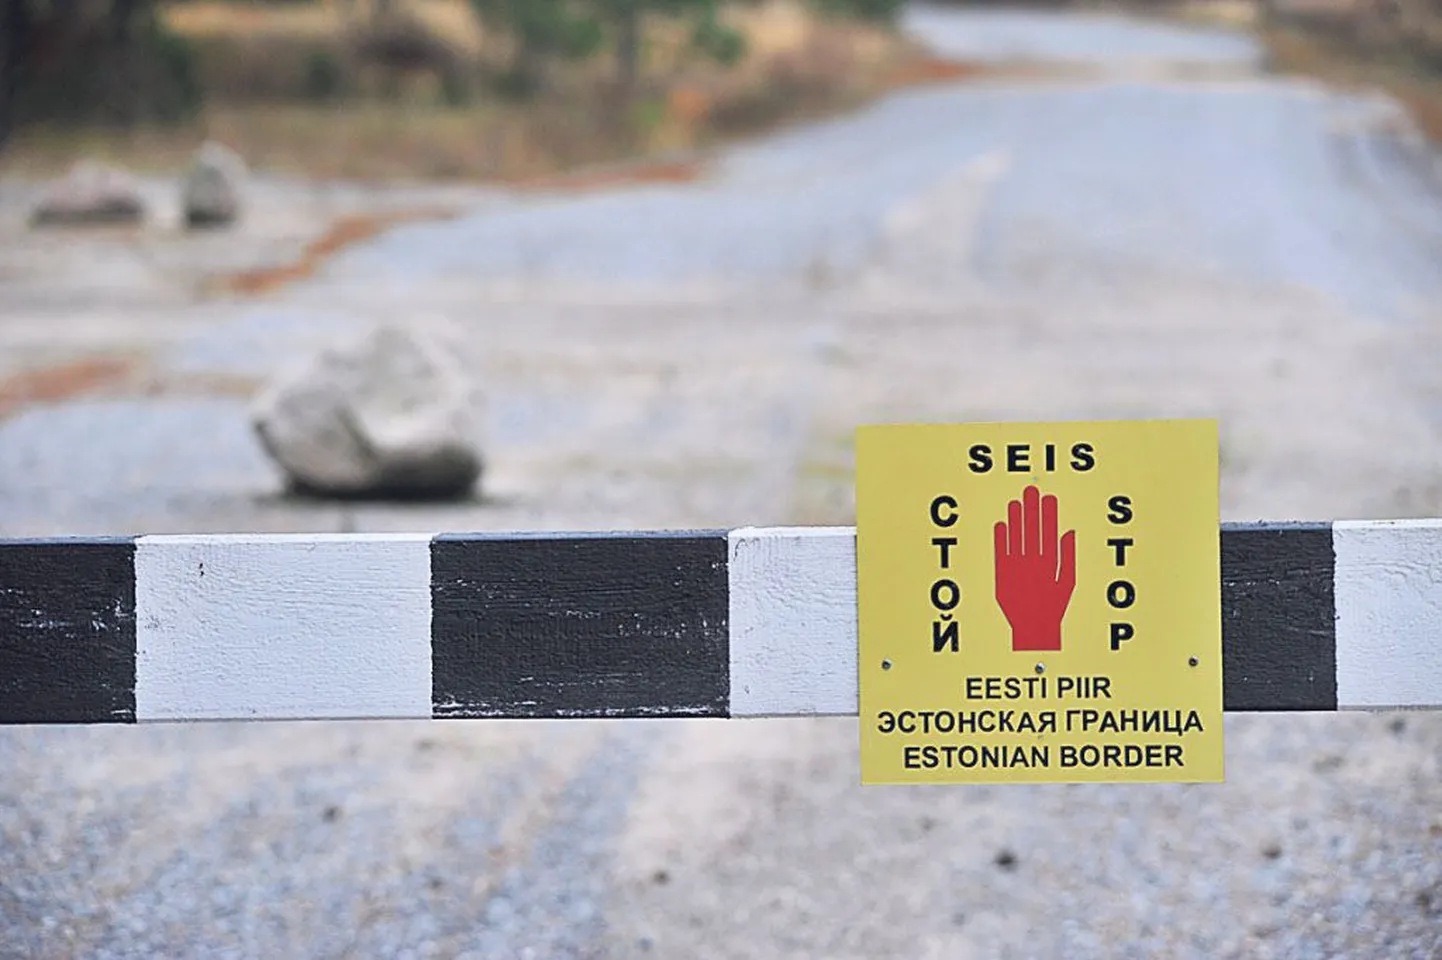 SEIS
СТОЙ
STOP
EESTI PIIR
ЭСТОНСКАЯ ГРАНИЦА
ESTONIAN BORDER